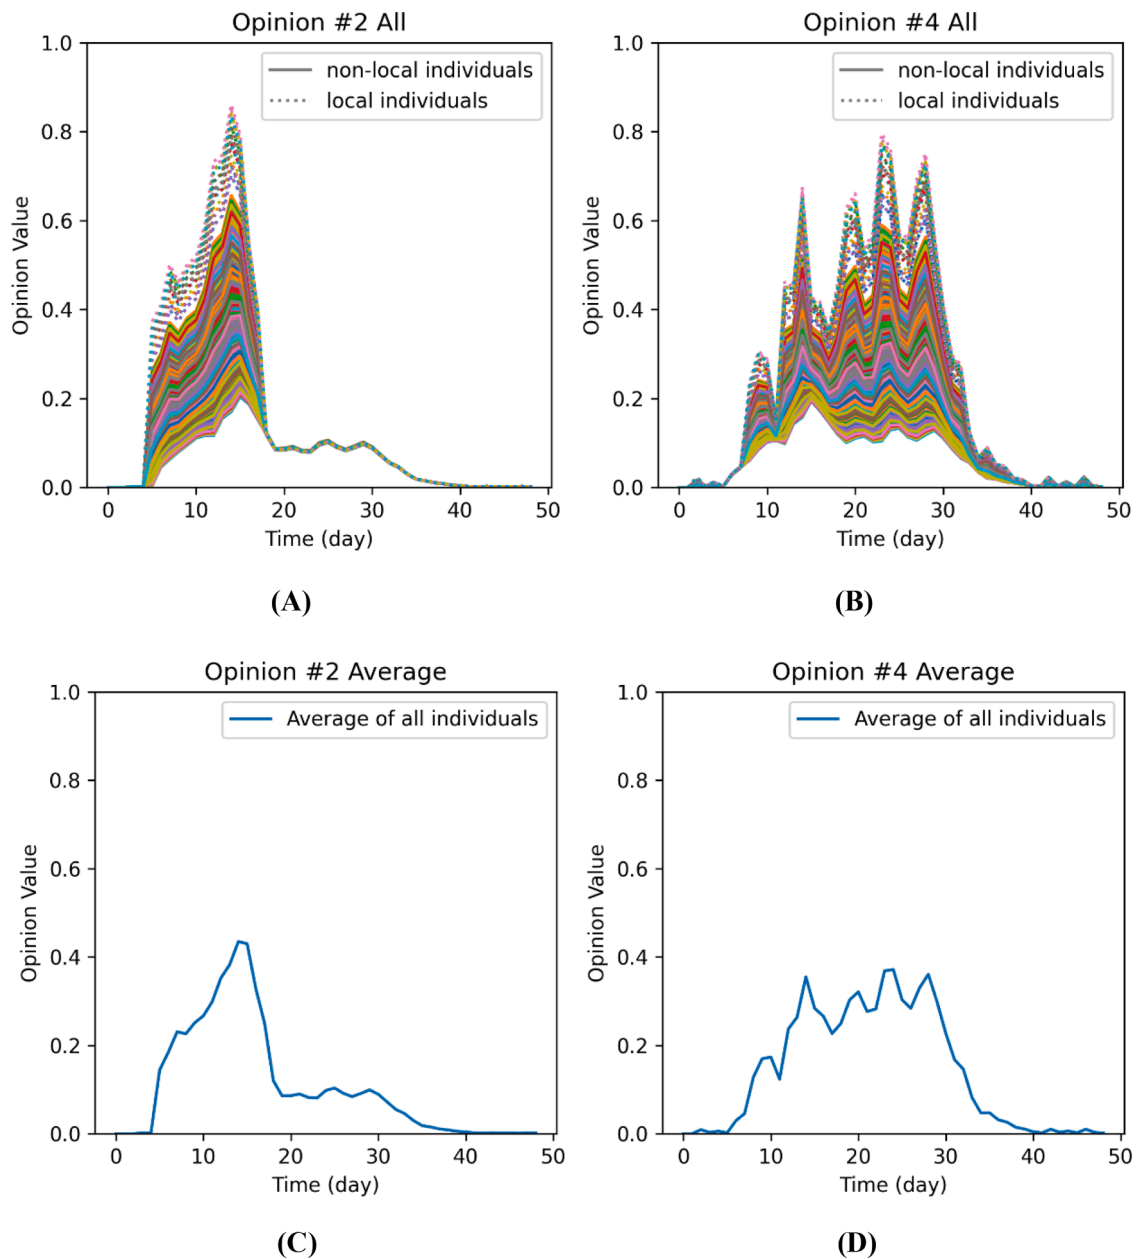 Opinion #2 All
1.0
0.8
0.6
0.4
0.2
0.0
Opinion Value
non-local individuals
local individuals
0 10 20 30 40 50
Time (day)
(A)
Opinion #4 All
1.0
0.8
0.6
0.4
0.2
0.0
Opinion Value
non-local individuals
local individuals
0 10 20 30 40 50
Time (day)
(B)
Opinion #2 Average
1.0
0.8
0.6
0.4
0.2
0.0
Opinion Value
Average of all individuals
0 10 20 30 40 50
Time (day)
(C)
Opinion #4 Average
1.0
0.8
0.6
0.4
0.2
0.0
Opinion Value
Average of all individuals
0 10 20 30 40 50
Time (day)
(D)